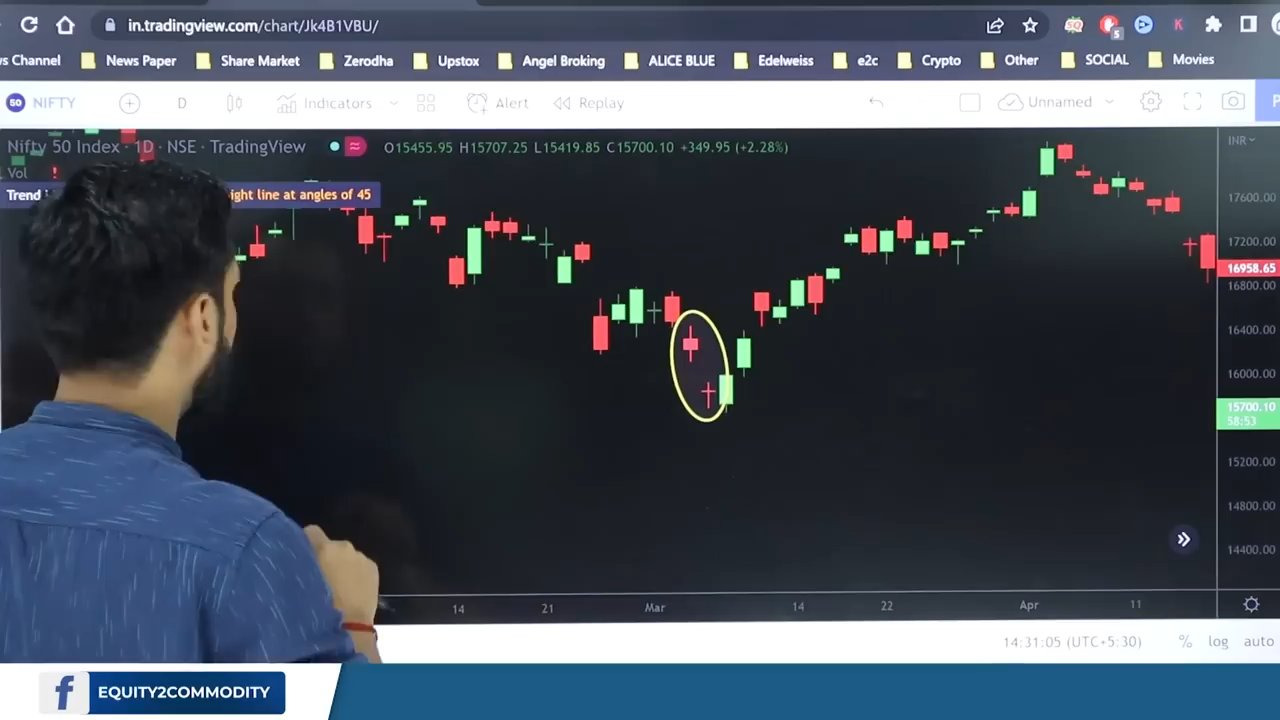 in.tradingview.com/chart/Jk4B1VBU/
5
K
s Channel News Paper Share Market Zerodha Upstox Angel Broking ALICE BLUE Edelweiss e2c Crypto Other SOCIAL Movies
50 NIFTY D Indicators Alert Replay Unnamed
Nifty 50 Index · 1D · NSE · TradingView O15455.95 H15707.25 L15419.85 C15700.10 +349.95 (+2.28%) INR
Vol !
Trend ight line at angles of 45
17600.00
17200.00
16958.65
16800.00
16400.00
16000.00
15700.10
58:53
15200.00
14800.00
14400.00
14 21 Mar 14 22 Apr 11
14:31:05 (UTC+5:30) % log auto
f EQUITY2COMMODITY